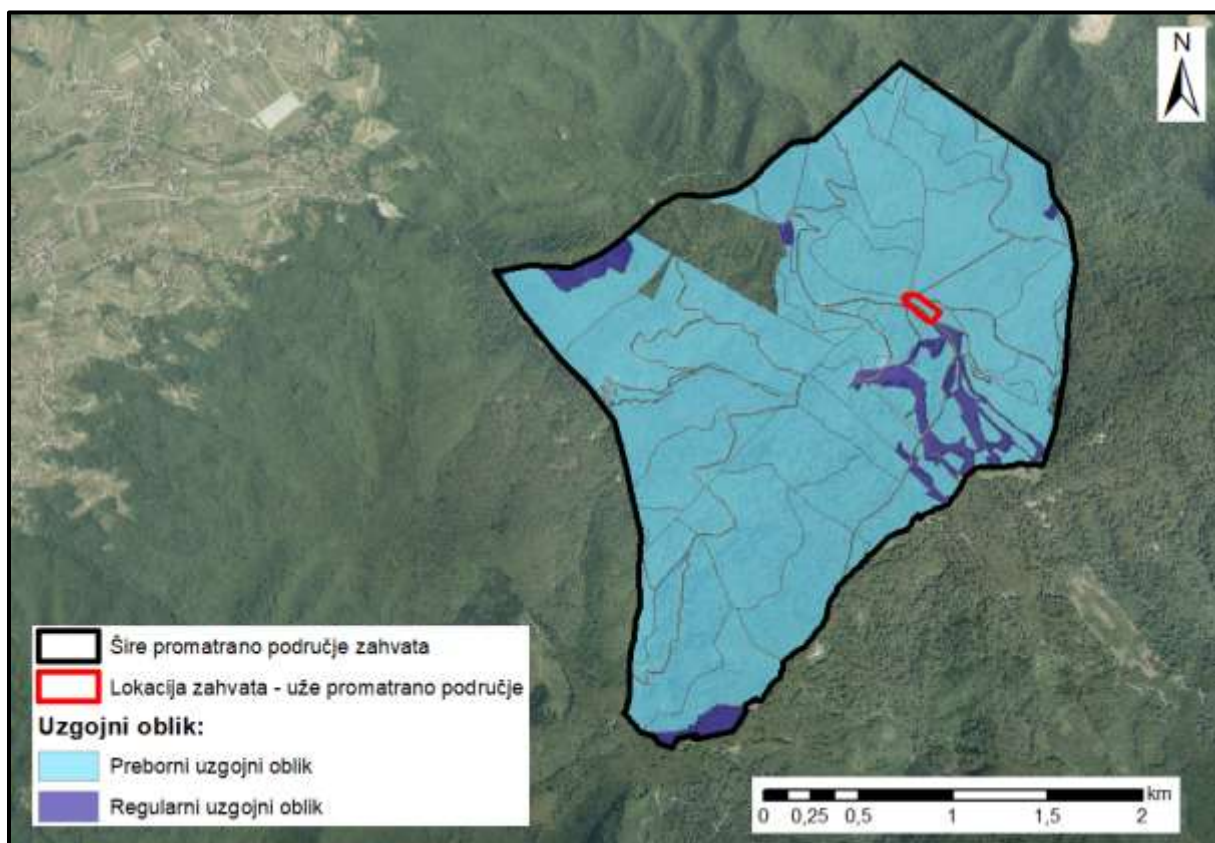 N
Šire promatrano područje zahvata
Lokacija zahvata - uže promatrano područje
Uzgojni oblik:
Preborni uzgojni oblik
Regularni uzgojni oblik
km
0 0,25 0,5 1 1,5 2